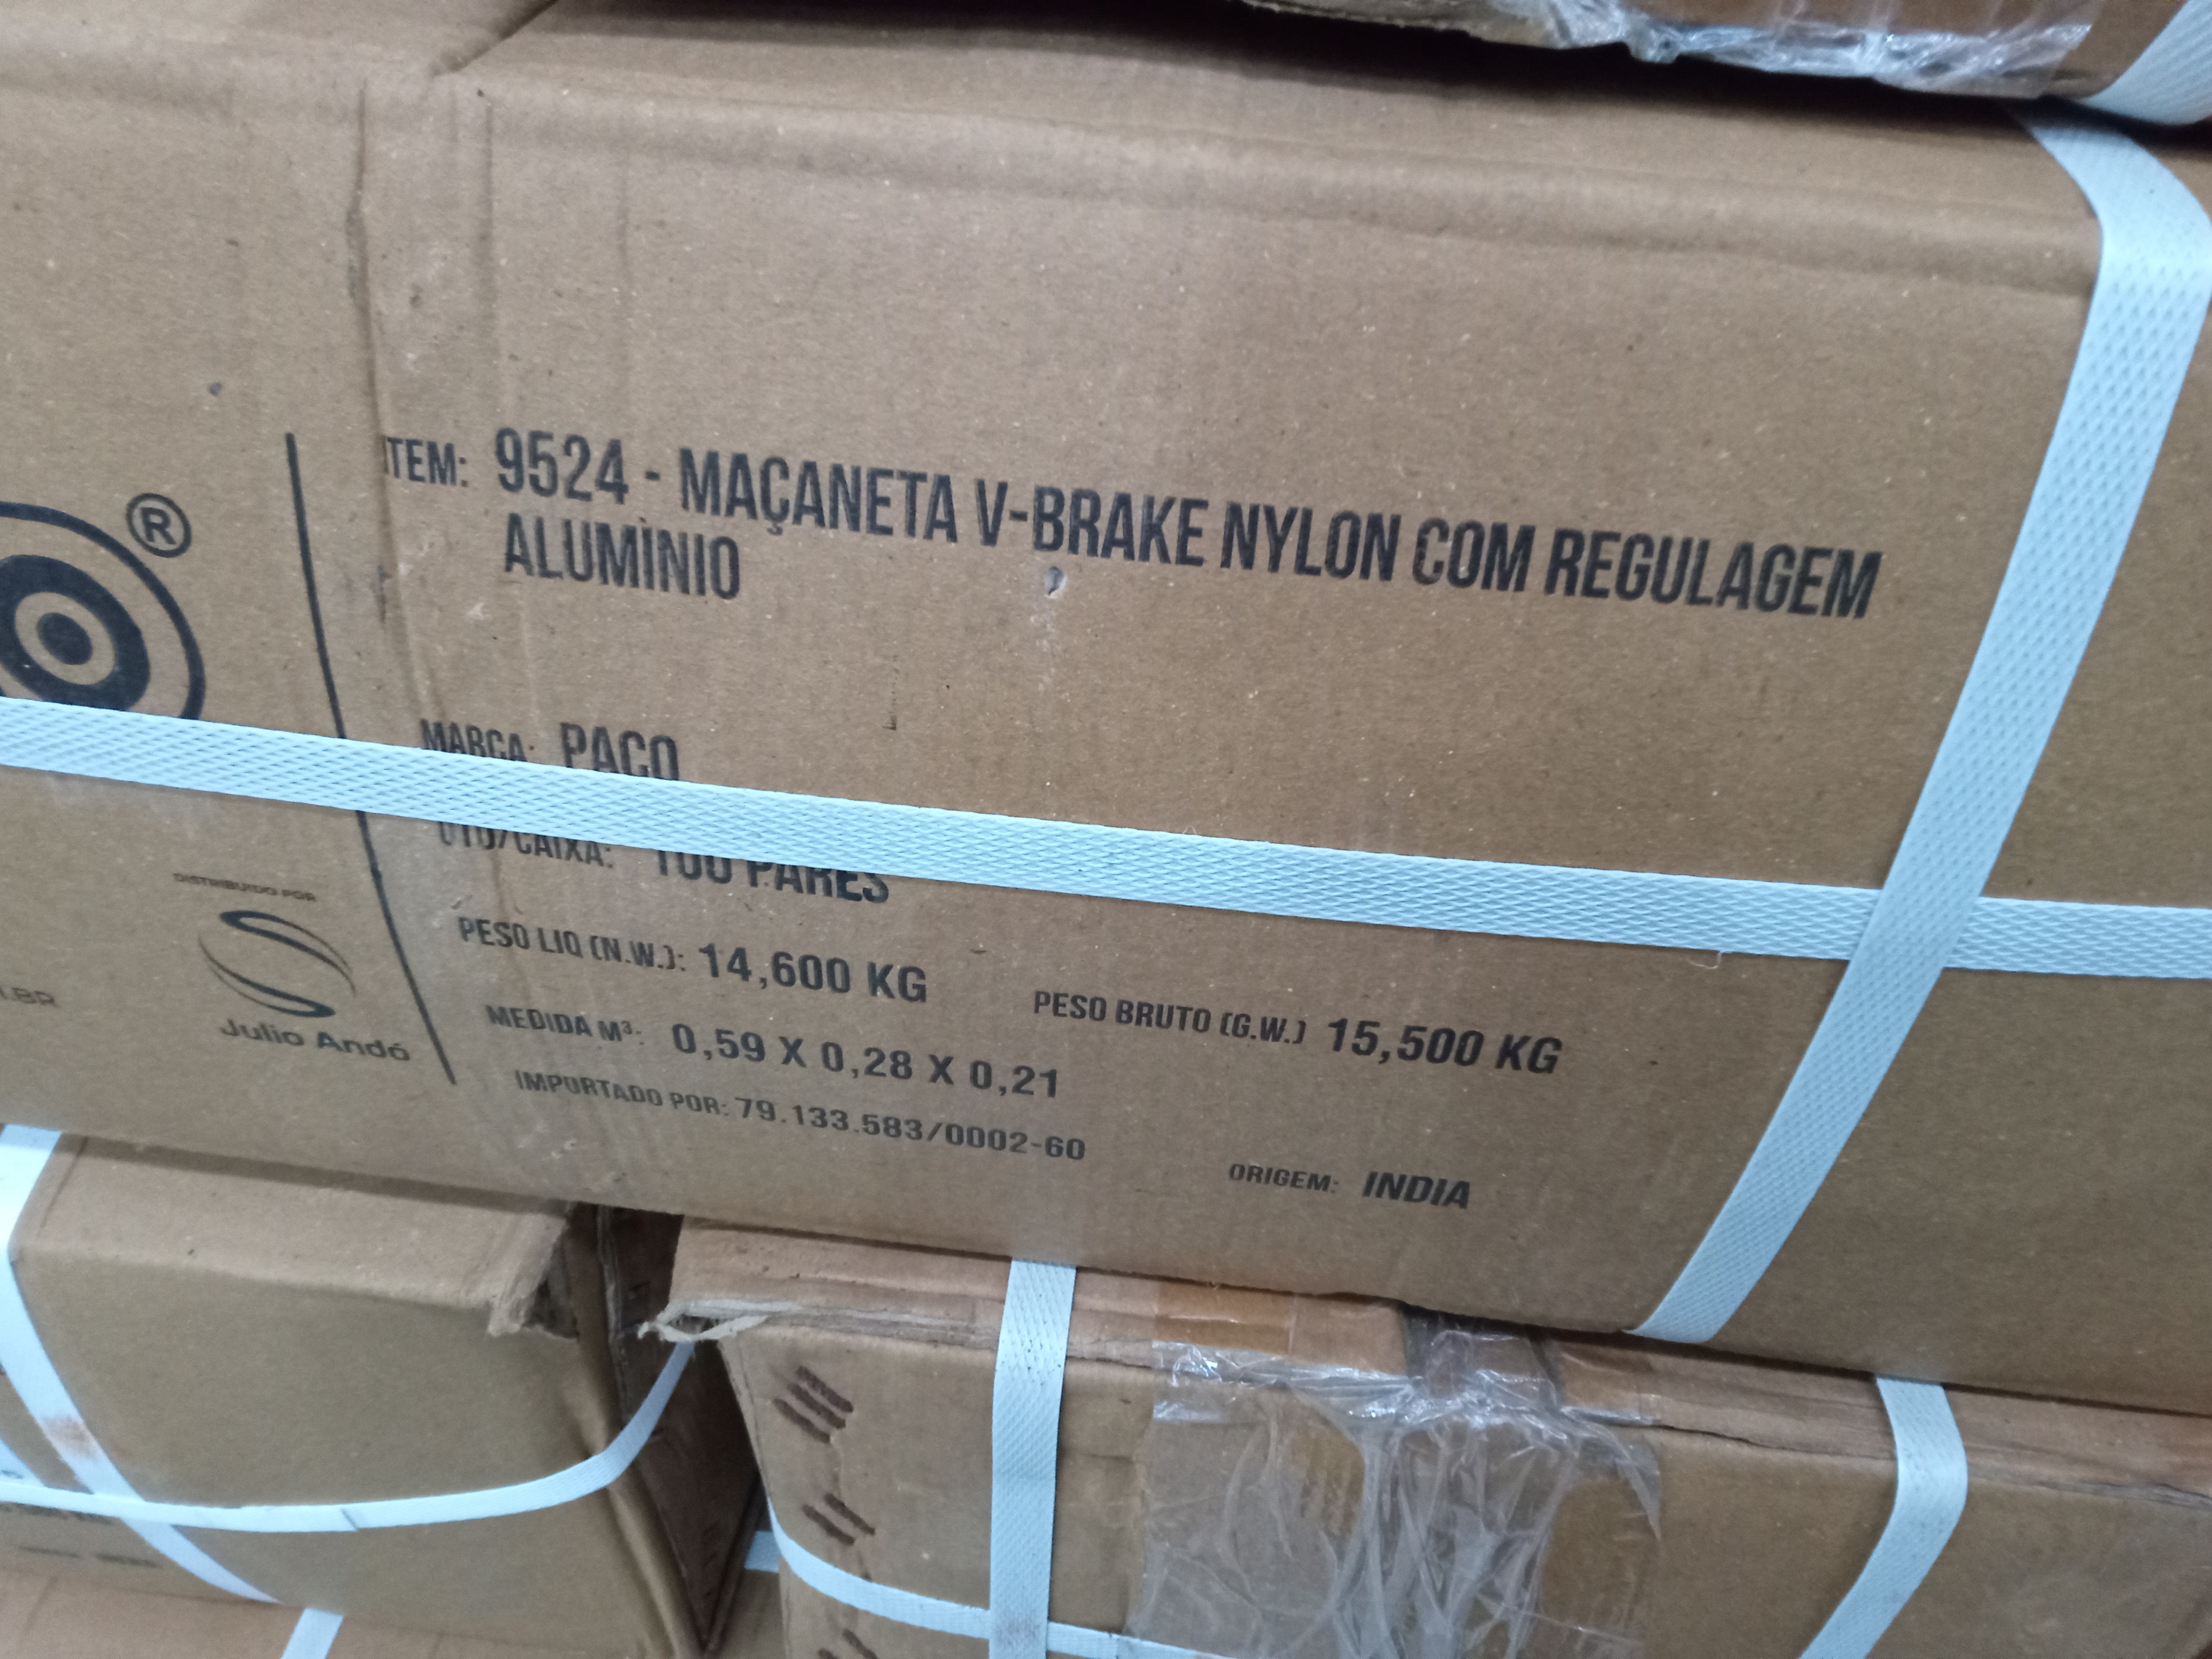 ®
ITEM: 9524 - MAÇANETA V-BRAKE NYLON COM REGULAGEM
ALUMINIO
MARCA: PACO
QTD/CAIXA: 100 PARES
PESO LIQ (N.W.): 14,600 KG
PESO BRUTO (G.W.) 15,500 KG
MEDIDA M³: 0,59 X 0,28 X 0,21
IMPORTADO POR: 79.133.583/0002-60
ORIGEM: INDIA
DISTRIBUIDO POR
Julio Andó
.BR